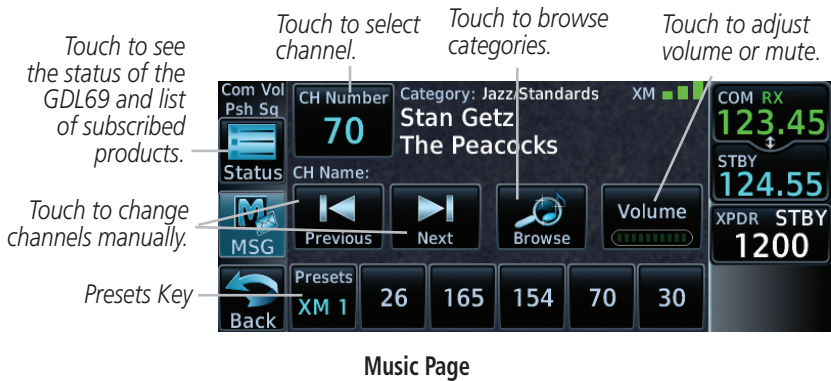 Touch to select
channel.
Touch to browse
categories.
Touch to adjust
volume or mute.
Touch to see
the status of the
GDL69 and list
of subscribed
products.
Touch to change
channels manually.
Presets Key
Com Vol
Psh Sq
Status
MSG
Back
CH Number
70
Category: Jazz/Standards
XM
Stan Getz
The Peacocks
CH Name:
Previous
Next
Browse
Volume
Presets
XM 1
26
165
154
70
30
COM RX
123.45
STBY
124.55
XPDR STBY
1200
Music Page